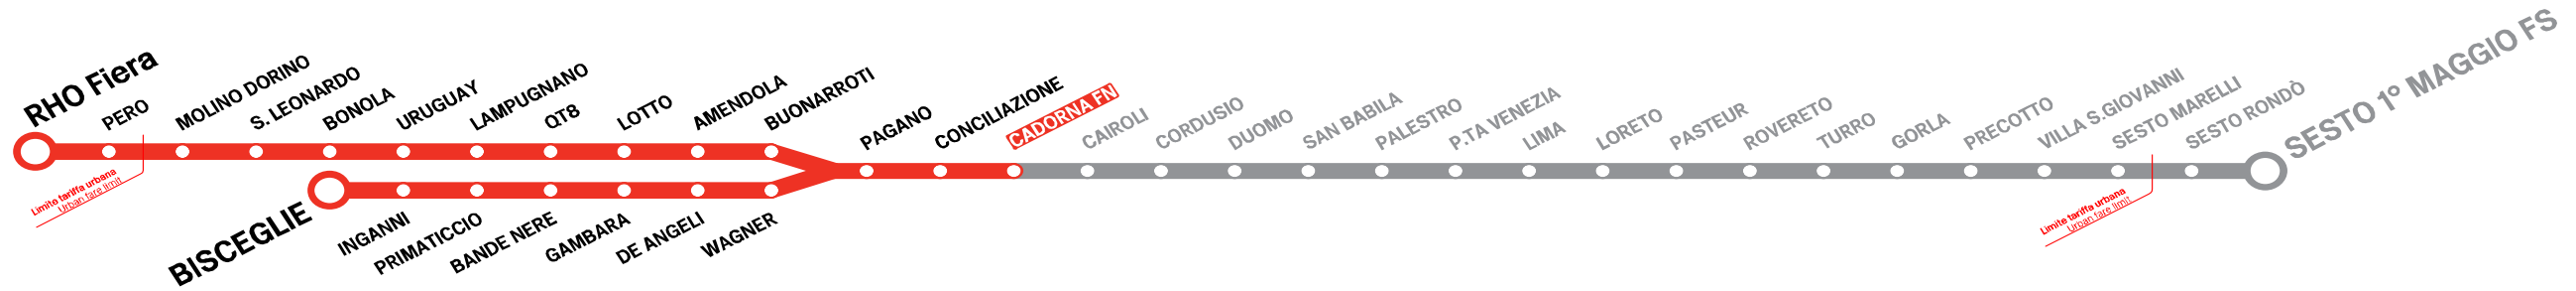 RHO Fiera
PERO
MOLINO DORINO
S. LEONARDO
BONOLA
URUGUAY
LAMPUGNANO
QT8
LOTTO
AMENDOLA
BUONARROTI
PAGANO
CONCILIAZIONE
CADORNA FN
CAIROLI
CORDUSIO
DUOMO
SAN BABILA
PALESTRO
P.TA VENEZIA
LIMA
LORETO
PASTEUR
ROVERETO
TURRO
GORLA
PRECOTTO
VILLA S.GIOVANNI
SESTO MARELLI
SESTO RONDÒ
SESTO 1° MAGGIO FS
Limite tariffa urbana
Urban fare limit
BISCEGLIE
INGANNI
PRIMATICCIO
BANDE NERE
GAMBARA
DE ANGELI
WAGNER
Limite tariffa urbana
Urban fare limit